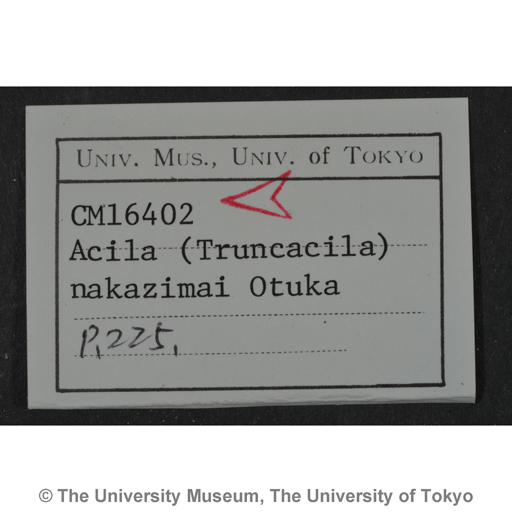 UNIV. MUS., UNIV. of TOKYO
CM16402
Acila (Truncacila)
nakazimai Otuka
P. 225.
© The University Museum, The University of Tokyo